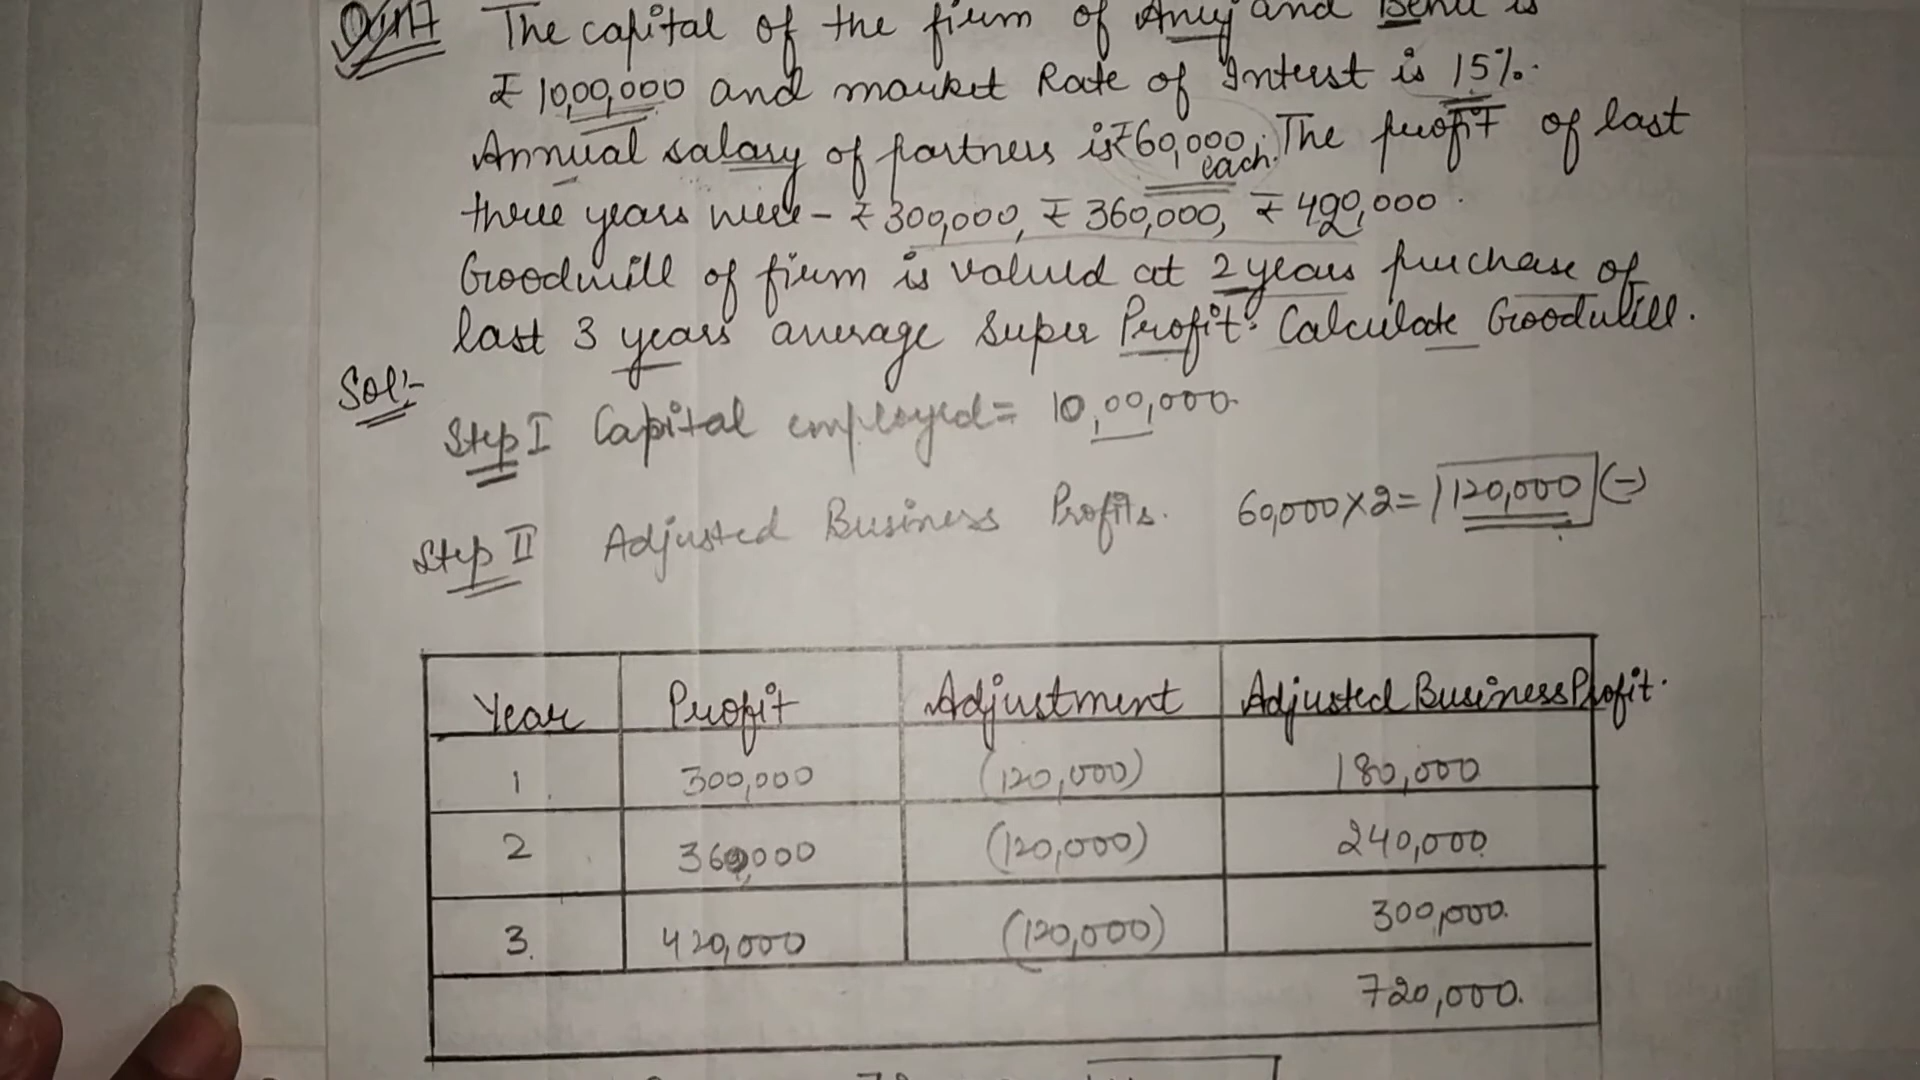 The capital of the firm of Anuj and Benu is
₹ 10,00,000 and market Rate of Interest is 15%.
Annual salary of partners is ₹60,000 each. The profit of last
three years were - ₹ 300,000, ₹ 360,000, ₹ 420,000.
Goodwill of firm is valued at 2 years purchase of
last 3 years average super Profit. Calculate Goodwill.
Sol:-
Step I Capital employed = 10,00,000
Step II Adjusted Business Profits. 60,000 x 2 = 120,000 (-)
Year Profit Adjustment Adjusted Business Profit.
1 300,000 (120,000) 180,000
2 360,000 (120,000) 240,000
3. 420,000 (120,000) 300,000.
720,000.